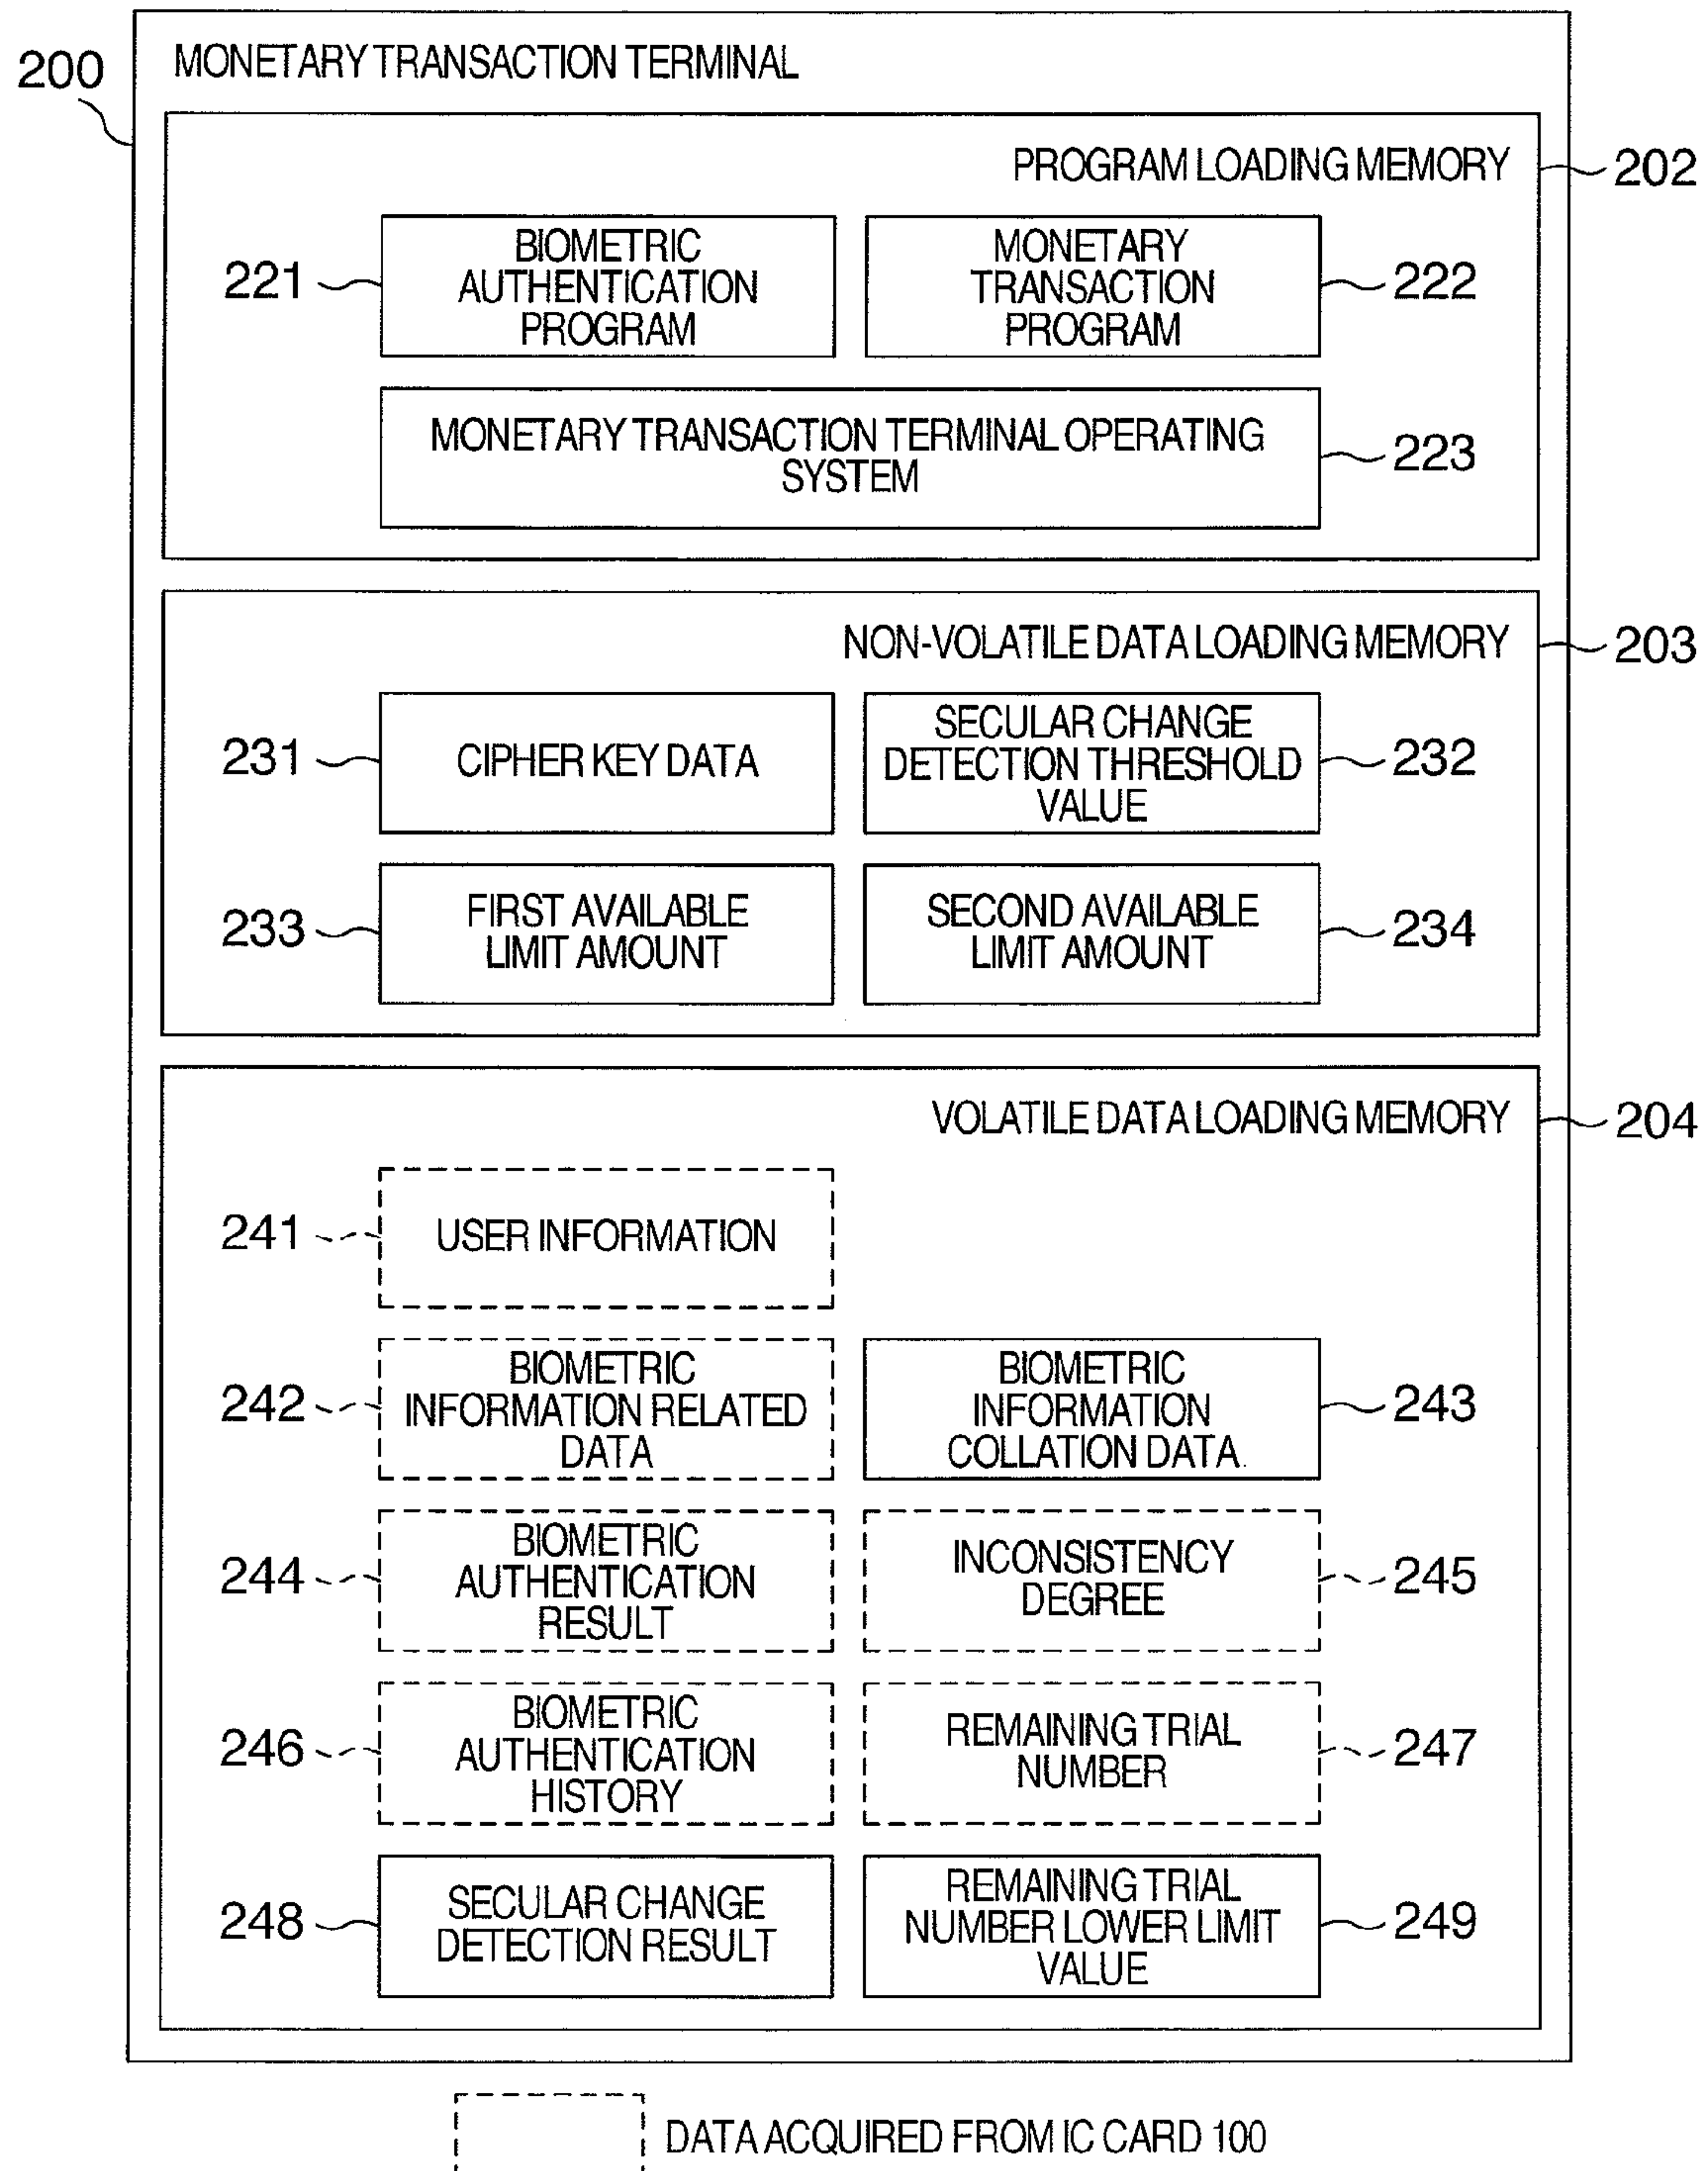 200
MONETARY TRANSACTION TERMINAL
PROGRAM LOADING MEMORY
202
221
BIOMETRIC
AUTHENTICATION
PROGRAM
MONETARY
TRANSACTION
PROGRAM
222
MONETARY TRANSACTION TERMINAL OPERATING
SYSTEM
223
NON-VOLATILE DATA LOADING MEMORY
203
231
CIPHER KEY DATA
SECULAR CHANGE
DETECTION THRESHOLD
VALUE
232
233
FIRST AVAILABLE
LIMIT AMOUNT
SECOND AVAILABLE
LIMIT AMOUNT
234
VOLATILE DATA LOADING MEMORY
204
241
USER INFORMATION
242
BIOMETRIC
INFORMATION RELATED
DATA
BIOMETRIC
INFORMATION
COLLATION DATA
243
244
BIOMETRIC
AUTHENTICATION
RESULT
INCONSISTENCY
DEGREE
245
246
BIOMETRIC
AUTHENTICATION
HISTORY
REMAINING TRIAL
NUMBER
247
248
SECULAR CHANGE
DETECTION RESULT
REMAINING TRIAL
NUMBER LOWER LIMIT
VALUE
249
DATA ACQUIRED FROM IC CARD 100